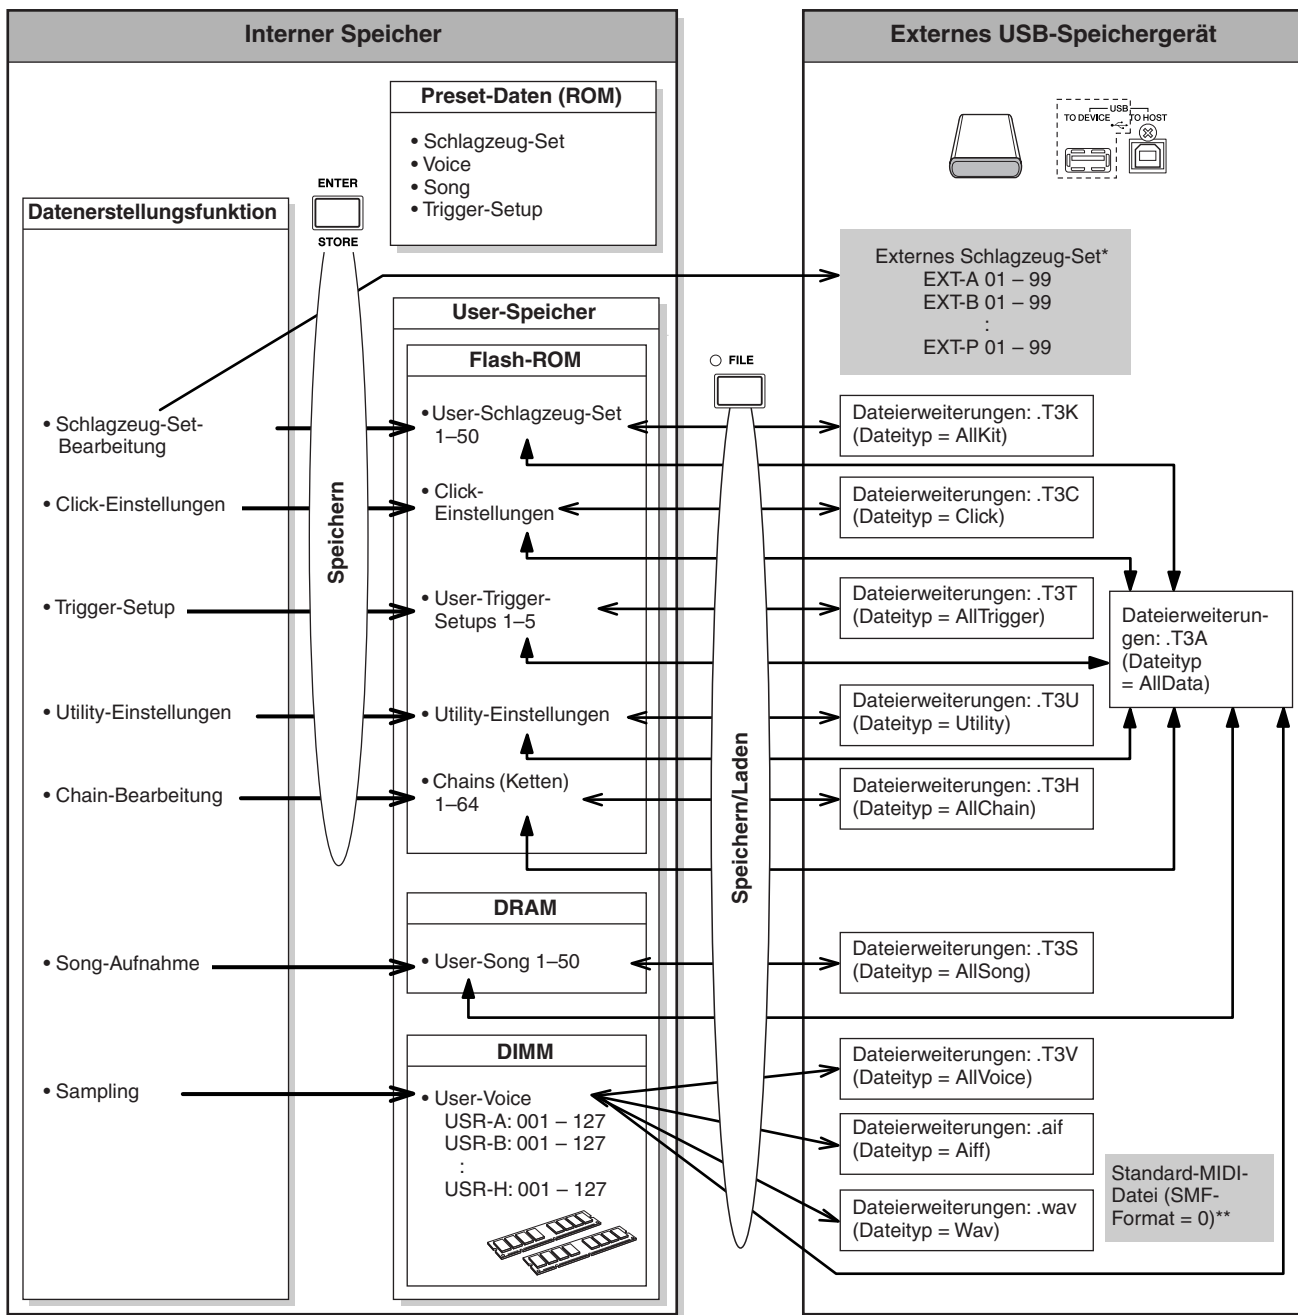 Interner Speicher
Externes USB-Speichergerät
Preset-Daten (ROM)
• Schlagzeug-Set
• Voice
• Song
• Trigger-Setup
USB
TO DEVICE
TO HOST
ENTER
STORE
Datenerstellungsfunktion
Externes Schlagzeug-Set*
EXT-A 01 – 99
EXT-B 01 – 99
:
EXT-P 01 – 99
User-Speicher
Flash-ROM
FILE
Speichern
Speichern/Laden
• Schlagzeug-Set-
Bearbeitung
• User-Schlagzeug-Set
1–50
Dateierweiterungen: .T3K
(Dateityp = AllKit)
• Click-Einstellungen
• Click-
Einstellungen
Dateierweiterungen: .T3C
(Dateityp = Click)
• Trigger-Setup
• User-Trigger-
Setups 1–5
Dateierweiterungen: .T3T
(Dateityp = AllTrigger)
Dateierweiterun-
gen: .T3A
(Dateityp
= AllData)
• Utility-Einstellungen
• Utility-Einstellungen
Dateierweiterungen: .T3U
(Dateityp = Utility)
• Chain-Bearbeitung
• Chains (Ketten)
1–64
Dateierweiterungen: .T3H
(Dateityp = AllChain)
DRAM
• Song-Aufnahme
• User-Song 1–50
Dateierweiterungen: .T3S
(Dateityp = AllSong)
DIMM
• Sampling
• User-Voice
USR-A: 001 – 127
USR-B: 001 – 127
:
USR-H: 001 – 127
Dateierweiterungen: .T3V
(Dateityp = AllVoice)
Dateierweiterungen: .aif
(Dateityp = Aiff)
Dateierweiterungen: .wav
(Dateityp = Wav)
Standard-MIDI-
Datei (SMF-
Format = 0)**